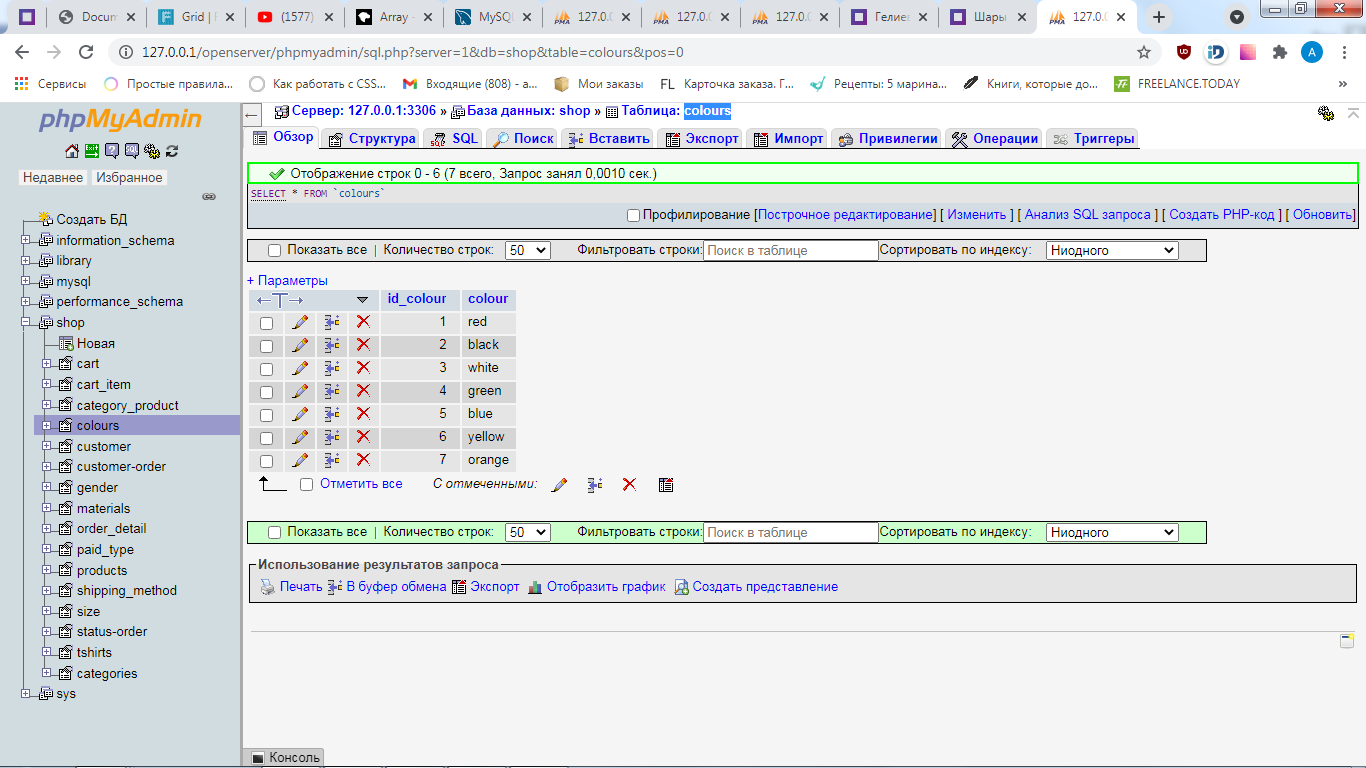 Docum
Grid | F
(1577)
Array -
MySQL
127.0.0
127.0.0
127.0.0
Гелиев
Шары
127.0.0
127.0.0.1/openserver/phpmyadmin/sql.php?server=1&db=shop&table=colours&pos=0
A
Сервисы
Простые правила...
Как работать с CSS...
Входящие (808) - a...
Мои заказы
FL Карточка заказа. Г...
Рецепты: 5 марина...
Книги, которые до...
FREELANCE.TODAY
»
phpMyAdmin
Недавнее Избранное
Создать БД
information_schema
library
mysql
performance_schema
shop
Новая
cart
cart_item
category_product
colours
customer
customer-order
gender
materials
order_detail
paid_type
products
shipping_method
size
status-order
tshirts
categories
sys
Сервер: 127.0.0.1:3306 » База данных: shop » Таблица: colours
Обзор Структура SQL Поиск Вставить Экспорт Импорт Привилегии Операции Триггеры
Отображение строк 0 - 6 (7 всего, Запрос занял 0,0010 сек.)
SELECT * FROM `colours`
Профилирование [Построчное редактирование] [ Изменить ] [ Анализ SQL запроса ] [ Создать PHP-код ] [ Обновить]
Показать все | Количество строк: 50 Фильтровать строки: Поиск в таблице Сортировать по индексу: Ниодного
+ Параметры
id_colour colour
1 red
2 black
3 white
4 green
5 blue
6 yellow
7 orange
Отметить все С отмеченными:
Показать все | Количество строк: 50 Фильтровать строки: Поиск в таблице Сортировать по индексу: Ниодного
Использование результатов запроса
Печать В буфер обмена Экспорт Отобразить график Создать представление
Консоль